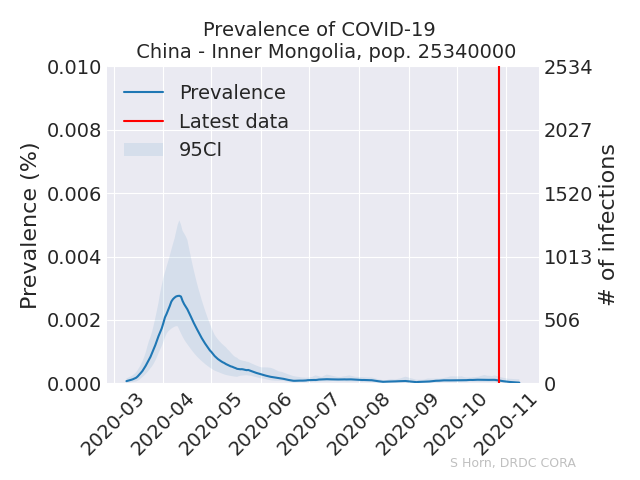 Prevalence of COVID-19
China - Inner Mongolia, pop. 25340000
Prevalence (%)
0.010
0.008
0.006
0.004
0.002
0.000
Prevalence
Latest data
95CI
2534
2027
1520
1013
506
0
# of infections
2020-03
2020-04
2020-05
2020-06
2020-07
2020-08
2020-09
2020-10
2020-11
S Horn, DRDC CORA